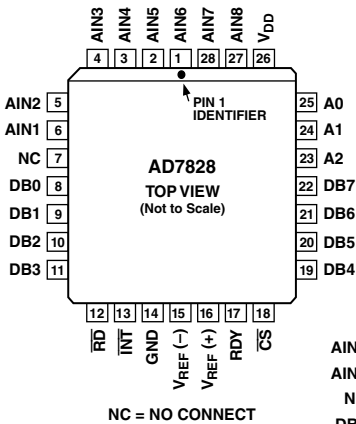 AIN3 AIN4 AIN5 AIN6 AIN7 AIN8 VDD
4 3 2 1 28 27 26
PIN 1
IDENTIFIER
AIN2 5
AIN1 6
NC 7
DB0 8
DB1 9
DB2 10
DB3 11
AD7828
TOP VIEW
(Not to Scale)
25 A0
24 A1
23 A2
22 DB7
21 DB6
20 DB5
19 DB4
12 13 14 15 16 17 18
R̅D̅ I̅N̅T̅ GND VREF (–) VREF (+) RDY C̅S̅
NC = NO CONNECT
AIN
AIN
N
DB